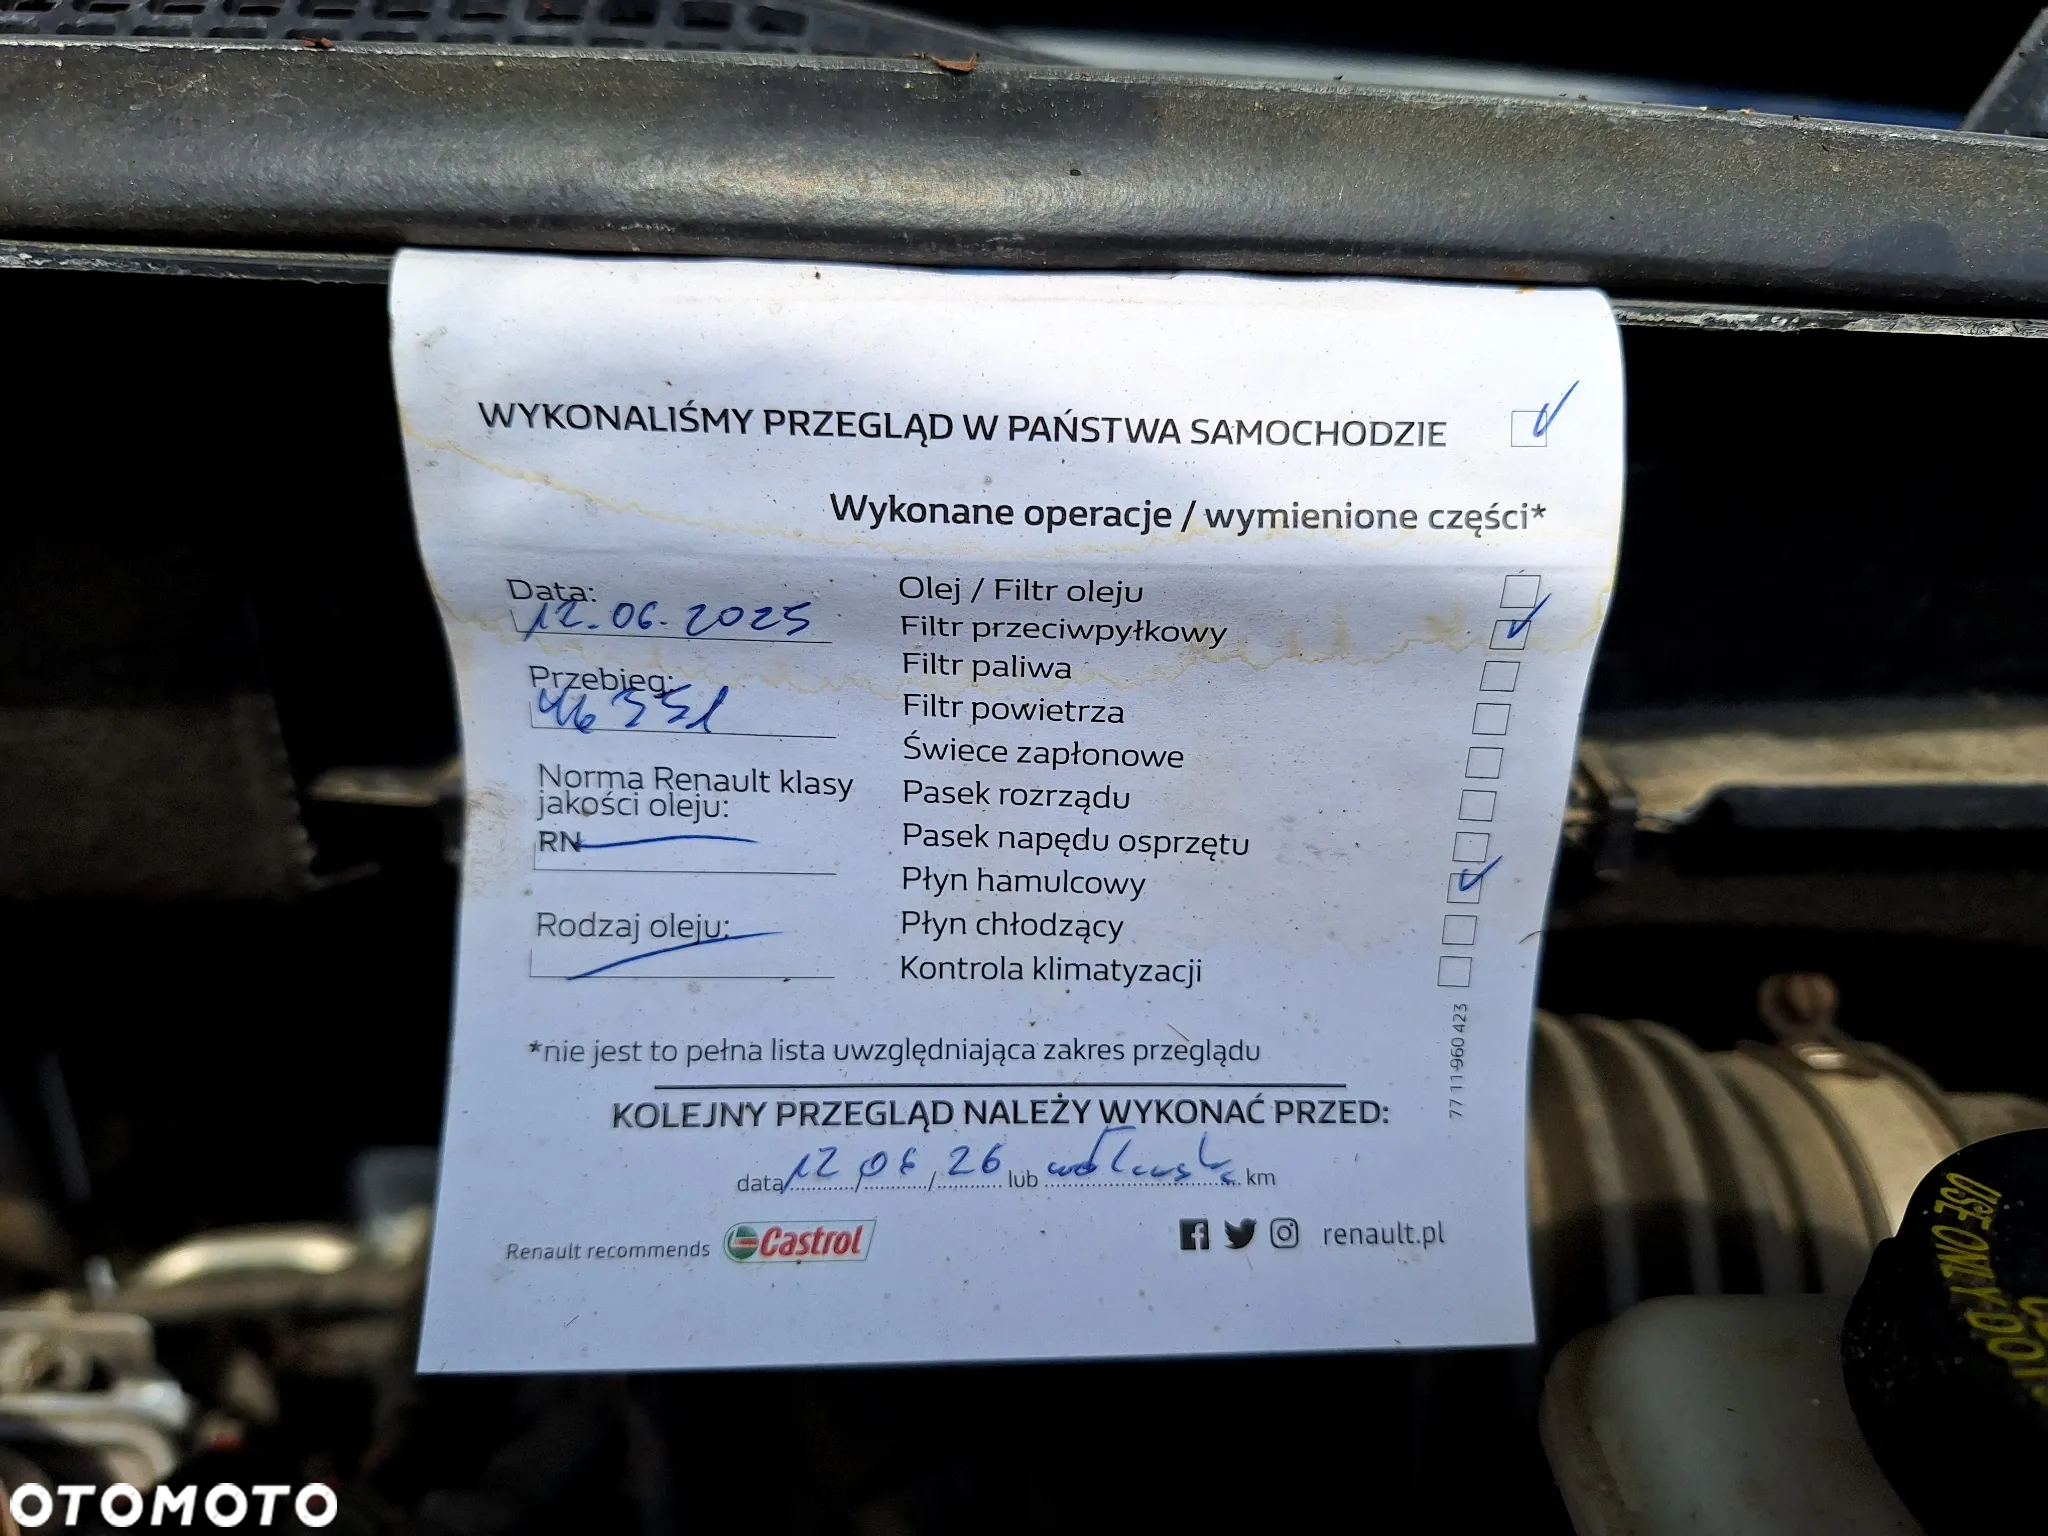 WYKONALIŚMY PRZEGLĄD W PAŃSTWA SAMOCHODZIE
Wykonane operacje / wymienione części*
Data:
12.06.2025
Przebieg:
46351
Norma Renault klasy
jakości oleju:
RN
Rodzaj oleju:
Olej / Filtr oleju
Filtr przeciwpyłkowy
Filtr paliwa
Filtr powietrza
Świece zapłonowe
Pasek rozrządu
Pasek napędu osprzętu
Płyn hamulcowy
Płyn chłodzący
Kontrola klimatyzacji
77 11 960 423
*nie jest to pełna lista uwzględniająca zakres przeglądu
KOLEJNY PRZEGLĄD NALEŻY WYKONAĆ PRZED:
data 12 / 06 / 26 lub km
Renault recommends Castrol
renault.pl
USE ONLY
OTOMOTO